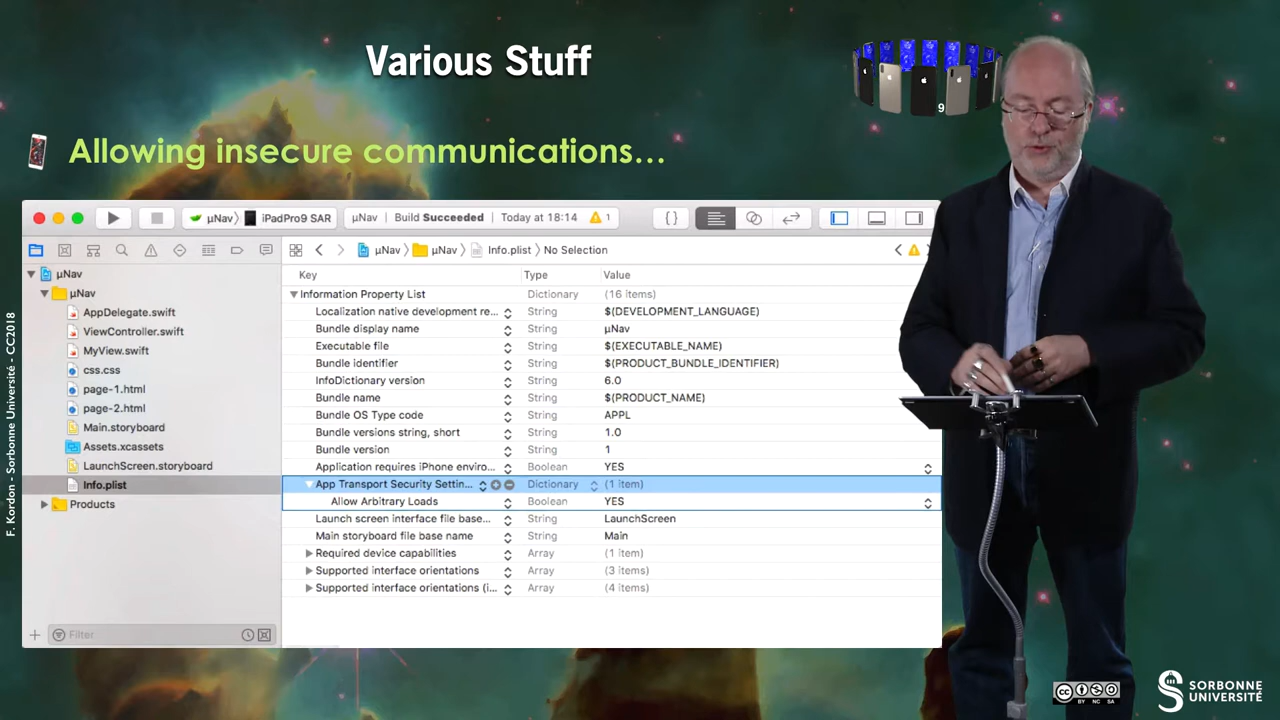 Various Stuff
9
Allowing insecure communications...
µNav〉 iPadPro9 SAR
µNav | Build Succeeded | Today at 18:14 1
µNav 〉 µNav 〉 Info.plist 〉 No Selection
µNav
µNav
AppDelegate.swift
ViewController.swift
MyView.swift
css.css
page-1.html
page-2.html
Main.storyboard
Assets.xcassets
LaunchScreen.storyboard
Info.plist
Products
Filter
Key Type Value
Information Property List Dictionary (16 items)
Localization native development re... String $(DEVELOPMENT_LANGUAGE)
Bundle display name String µNav
Executable file String $(EXECUTABLE_NAME)
Bundle identifier String $(PRODUCT_BUNDLE_IDENTIFIER)
InfoDictionary version String 6.0
Bundle name String $(PRODUCT_NAME)
Bundle OS Type code String APPL
Bundle versions string, short String 1.0
Bundle version String 1
Application requires iPhone enviro... Boolean YES
App Transport Security Settin... Dictionary (1 item)
Allow Arbitrary Loads Boolean YES
Launch screen interface file base... String LaunchScreen
Main storyboard file base name String Main
Required device capabilities Array (1 item)
Supported interface orientations Array (3 items)
Supported interface orientations (i... Array (4 items)
F. Kordon - Sorbonne Université - CC2018
CC BY NC SA
SORBONNE
UNIVERSITÉ